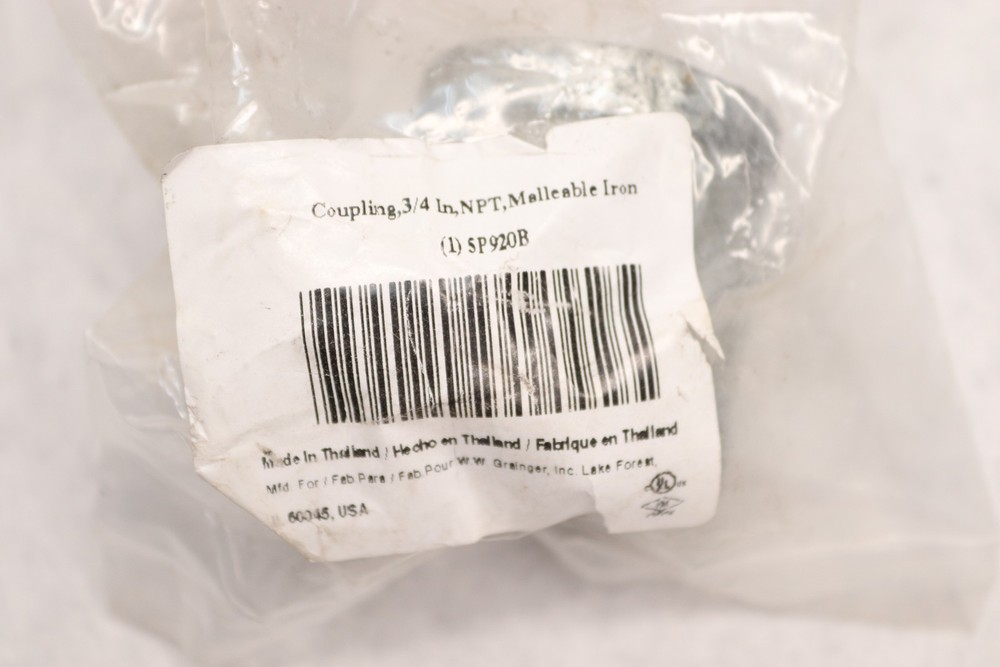 Coupling,3/4 In,NPT,Malleable Iron
(1) 5P920B
Made In Thailand / Hecho en Thailand / Fabrique en Thailand
Mfd. For / Fab.Para / Fab.Pour W.W. Grainger, Inc. Lake Forest,
60045, USA
UL